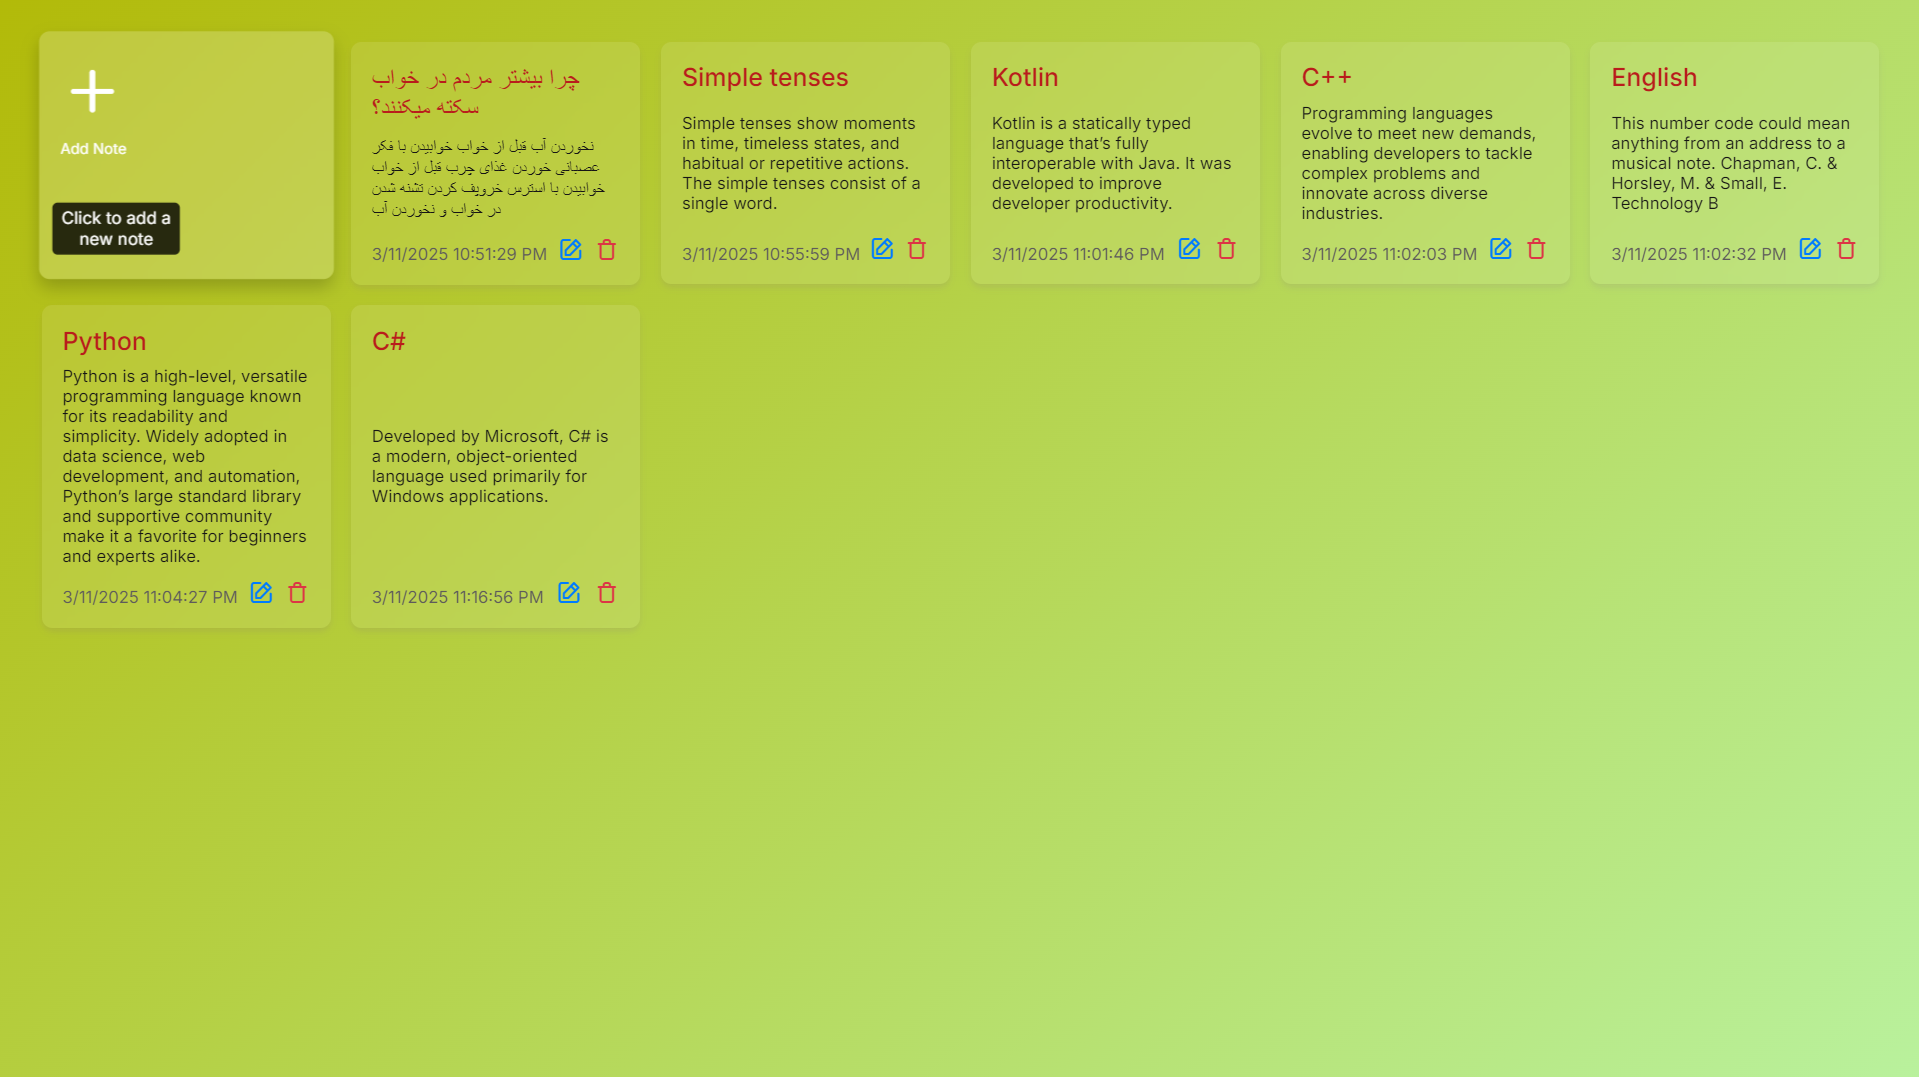 Add Note
Click to add a
new note
چرا بیشتر مردم در خواب
سکته میکنند؟
نخوردن آب قبل از خواب خوابیدن با فکر
عصبانی خوردن غذای چرب قبل از خواب
خوابیدن با استرس خروپف کردن تشنه شدن
در خواب و نخوردن آب
3/11/2025 10:51:29 PM
Simple tenses
Simple tenses show moments
in time, timeless states, and
habitual or repetitive actions.
The simple tenses consist of a
single word.
3/11/2025 10:55:59 PM
Kotlin
Kotlin is a statically typed
language that’s fully
interoperable with Java. It was
developed to improve
developer productivity.
3/11/2025 11:01:46 PM
C++
Programming languages
evolve to meet new demands,
enabling developers to tackle
complex problems and
innovate across diverse
industries.
3/11/2025 11:02:03 PM
English
This number code could mean
anything from an address to a
musical note. Chapman, C. &
Horsley, M. & Small, E.
Technology B
3/11/2025 11:02:32 PM
Python
Python is a high-level, versatile
programming language known
for its readability and
simplicity. Widely adopted in
data science, web
development, and automation,
Python’s large standard library
and supportive community
make it a favorite for beginners
and experts alike.
3/11/2025 11:04:27 PM
C#
Developed by Microsoft, C# is
a modern, object-oriented
language used primarily for
Windows applications.
3/11/2025 11:16:56 PM